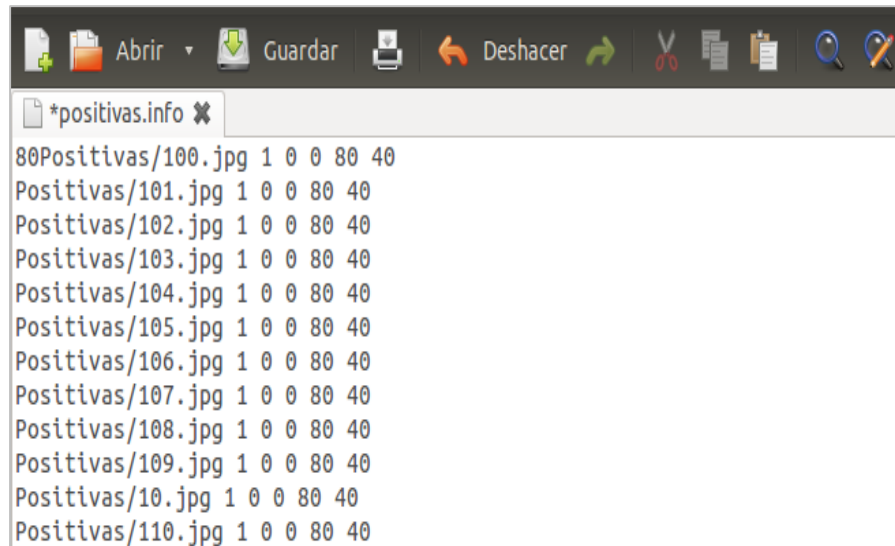 Abrir Guardar Deshacer
*positivas.info
80Positivas/100.jpg 1 0 0 80 40
Positivas/101.jpg 1 0 0 80 40
Positivas/102.jpg 1 0 0 80 40
Positivas/103.jpg 1 0 0 80 40
Positivas/104.jpg 1 0 0 80 40
Positivas/105.jpg 1 0 0 80 40
Positivas/106.jpg 1 0 0 80 40
Positivas/107.jpg 1 0 0 80 40
Positivas/108.jpg 1 0 0 80 40
Positivas/109.jpg 1 0 0 80 40
Positivas/10.jpg 1 0 0 80 40
Positivas/110.jpg 1 0 0 80 40